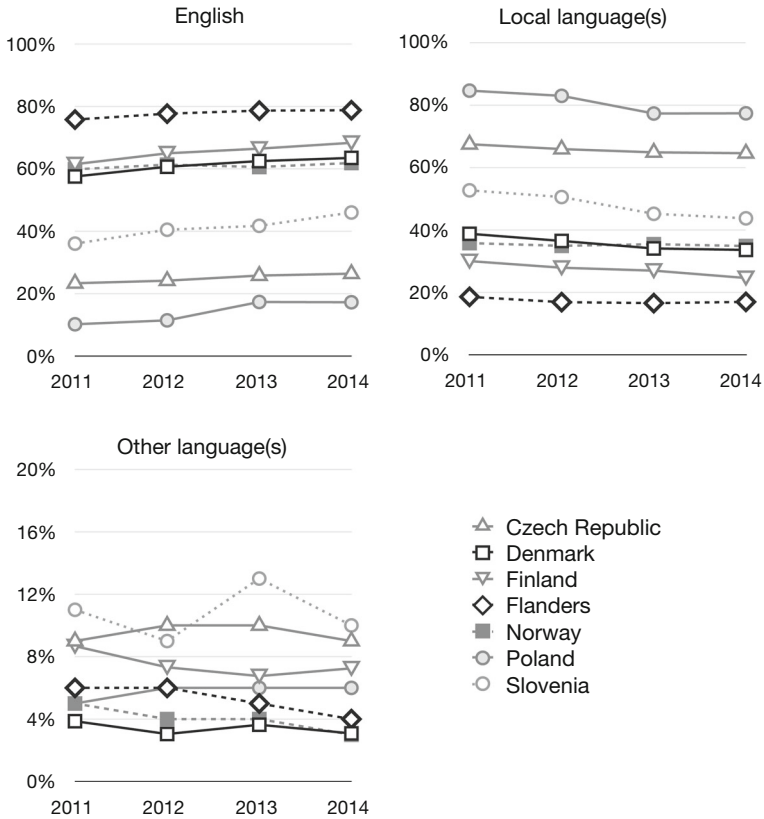 English
100%
80%
60%
40%
20%
0%
2011 2012 2013 2014
Local language(s)
100%
80%
60%
40%
20%
0%
2011 2012 2013 2014
Other language(s)
20%
16%
12%
8%
4%
0%
2011 2012 2013 2014
Czech Republic
Denmark
Finland
Flanders
Norway
Poland
Slovenia